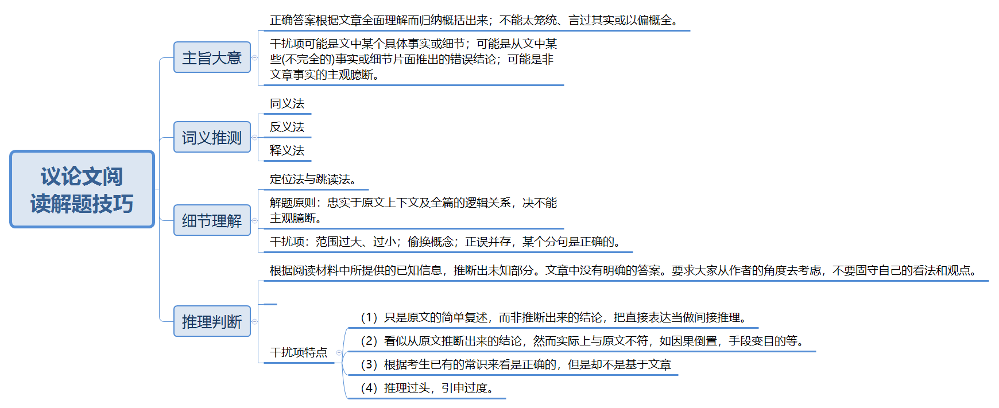 议论文阅
读解题技巧
主旨大意
正确答案根据文章全面理解而归纳概括出来；不能太笼统、言过其实或以偏概全。
干扰项可能是文中某个具体事实或细节；可能是从文中某
些(不完全的)事实或细节片面推出的错误结论；可能是非
文章事实的主观臆断。
词义推测
同义法
反义法
释义法
细节理解
定位法与跳读法。
解题原则：忠实于原文上下文及全篇的逻辑关系，决不能
主观臆断。
干扰项：范围过大、过小；偷换概念；正误并存，某个分句是正确的。
推理判断
根据阅读材料中所提供的已知信息，推断出未知部分。文章中没有明确的答案。要求大家从作者的角度去考虑，不要固守自己的看法和观点。
干扰项特点
（1）只是原文的简单复述，而非推断出来的结论，把直接表达当做间接推理。
（2）看似从原文推断出来的结论，然而实际上与原文不符，如因果倒置，手段变目的等。
（3）根据考生已有的常识来看是正确的，但是却不是基于文章
（4）推理过头，引申过度。